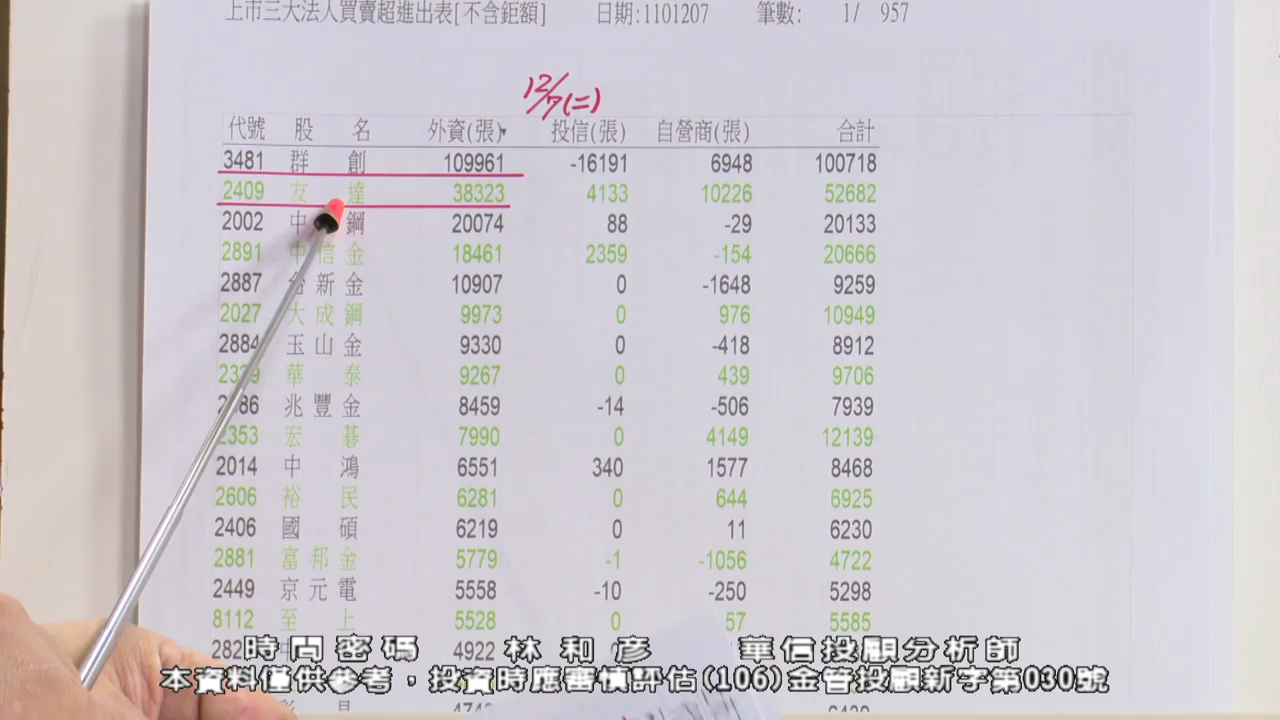 上市三大法人買賣超進出表[不含鉅額] 日期:1101207 筆數: 1/ 957
12/7(二)
代號 股名 外資(張)▼ 投信(張) 自營商(張) 合計
3481 群創 109961 -16191 6948 100718
2409 友達 38323 4133 10226 52682
2002 中鋼 20074 88 -29 20133
2891 中信金 18461 2359 -154 20666
2887 台新金 10907 0 -1648 9259
2027 大成鋼 9973 0 976 10949
2884 玉山金 9330 0 -418 8912
2329 華泰 9267 0 439 9706
2886 兆豐金 8459 -14 -506 7939
2353 宏碁 7990 0 4149 12139
2014 中鴻 6551 340 1577 8468
2606 裕民 6281 0 644 6925
2406 國碩 6219 0 11 6230
2881 富邦金 5779 -1 -1056 4722
2449 京元電 5558 -10 -250 5298
8112 至上 5528 0 57 5585
4922
時間密碼 林和彥 華信投顧分析師
本資料僅供參考，投資時應審慎評估(106)金管投顧新字第030號